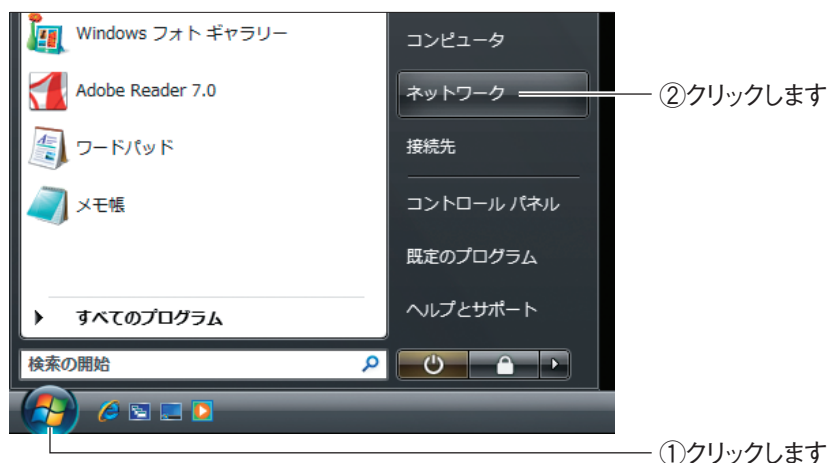 Windows フォト ギャラリー
Adobe Reader 7.0
ワードパッド
メモ帳
すべてのプログラム
検索の開始
コンピュータ
ネットワーク
接続先
コントロール パネル
既定のプログラム
ヘルプとサポート
②クリックします
①クリックします